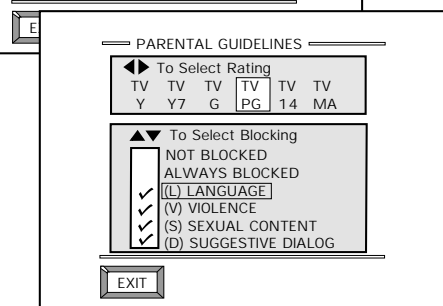 E
PARENTAL GUIDELINES
To Select Rating
TV TV TV TV TV TV
Y Y7 G PG 14 MA
To Select Blocking
NOT BLOCKED
ALWAYS BLOCKED
(L) LANGUAGE
(V) VIOLENCE
(S) SEXUAL CONTENT
(D) SUGGESTIVE DIALOG
EXIT